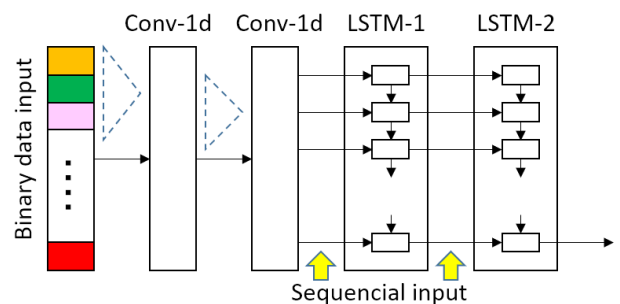 Conv-1d
Conv-1d
LSTM-1
LSTM-2
Binary data input
Sequencial input